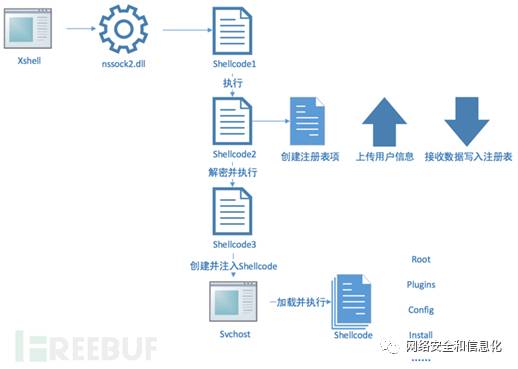 Xshell
nssock2.dll
Shellcode1
执行
Shellcode2
创建注册表项
上传用户信息
接收数据写入注册表
解密并执行
Shellcode3
创建并注入Shellcode
Svchost
加载并执行
Shellcode
Root
Plugins
Config
Install
......
REEBUF
网络安全和信息化